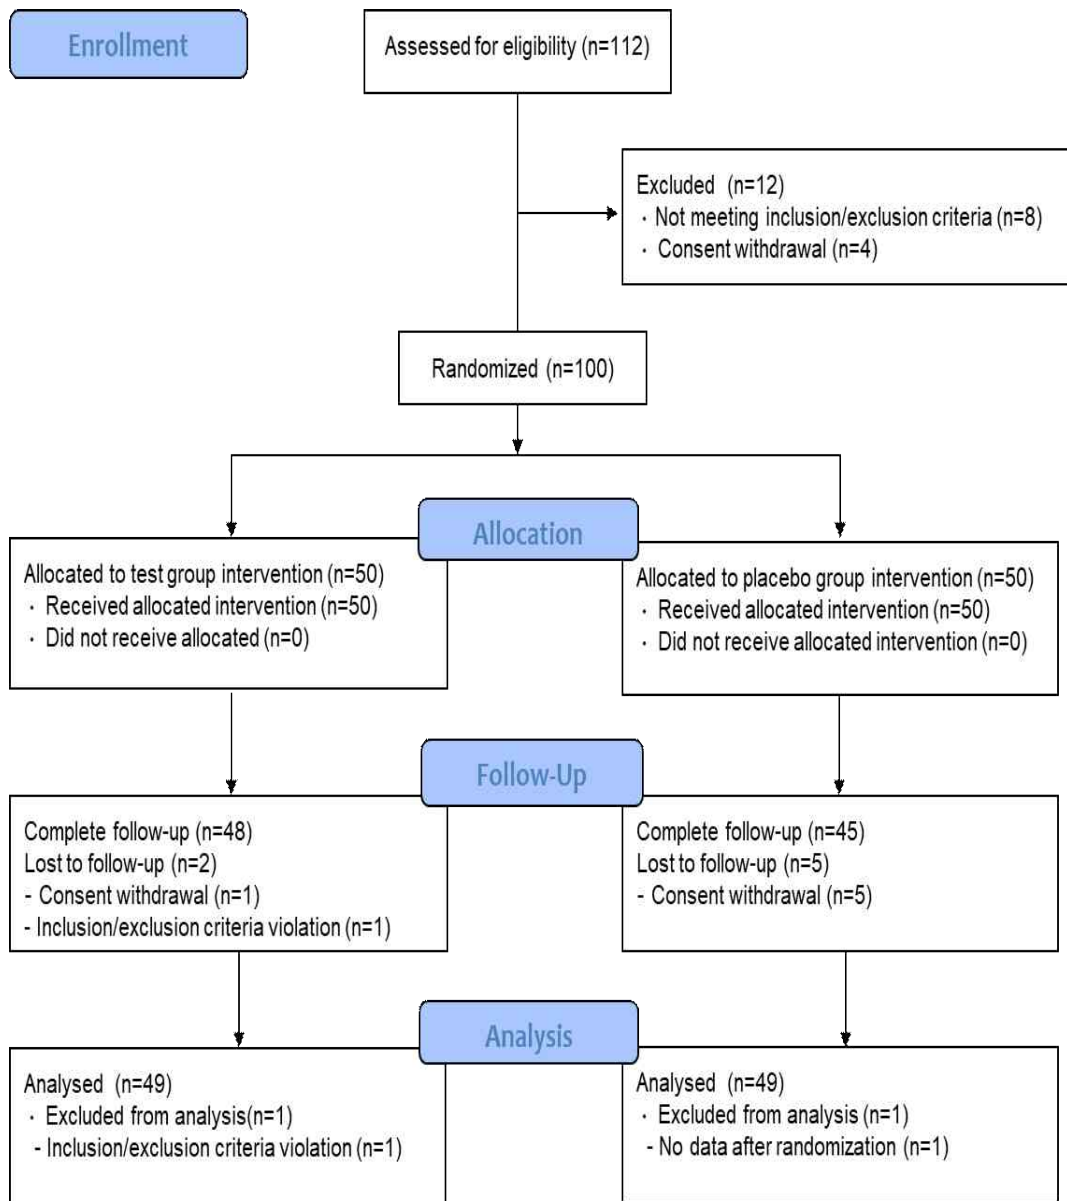 Enrollment
Assessed for eligibility (n=112)
Excluded (n=12)
· Not meeting inclusion/exclusion criteria (n=8)
· Consent withdrawal (n=4)
Randomized (n=100)
Allocation
Allocated to test group intervention (n=50)
· Received allocated intervention (n=50)
· Did not receive allocated (n=0)
Allocated to placebo group intervention (n=50)
· Received allocated intervention (n=50)
· Did not receive allocated intervention (n=0)
Follow-Up
Complete follow-up (n=48)
Lost to follow-up (n=2)
- Consent withdrawal (n=1)
- Inclusion/exclusion criteria violation (n=1)
Complete follow-up (n=45)
Lost to follow-up (n=5)
- Consent withdrawal (n=5)
Analysis
Analysed (n=49)
· Excluded from analysis(n=1)
- Inclusion/exclusion criteria violation (n=1)
Analysed (n=49)
· Excluded from analysis (n=1)
- No data after randomization (n=1)